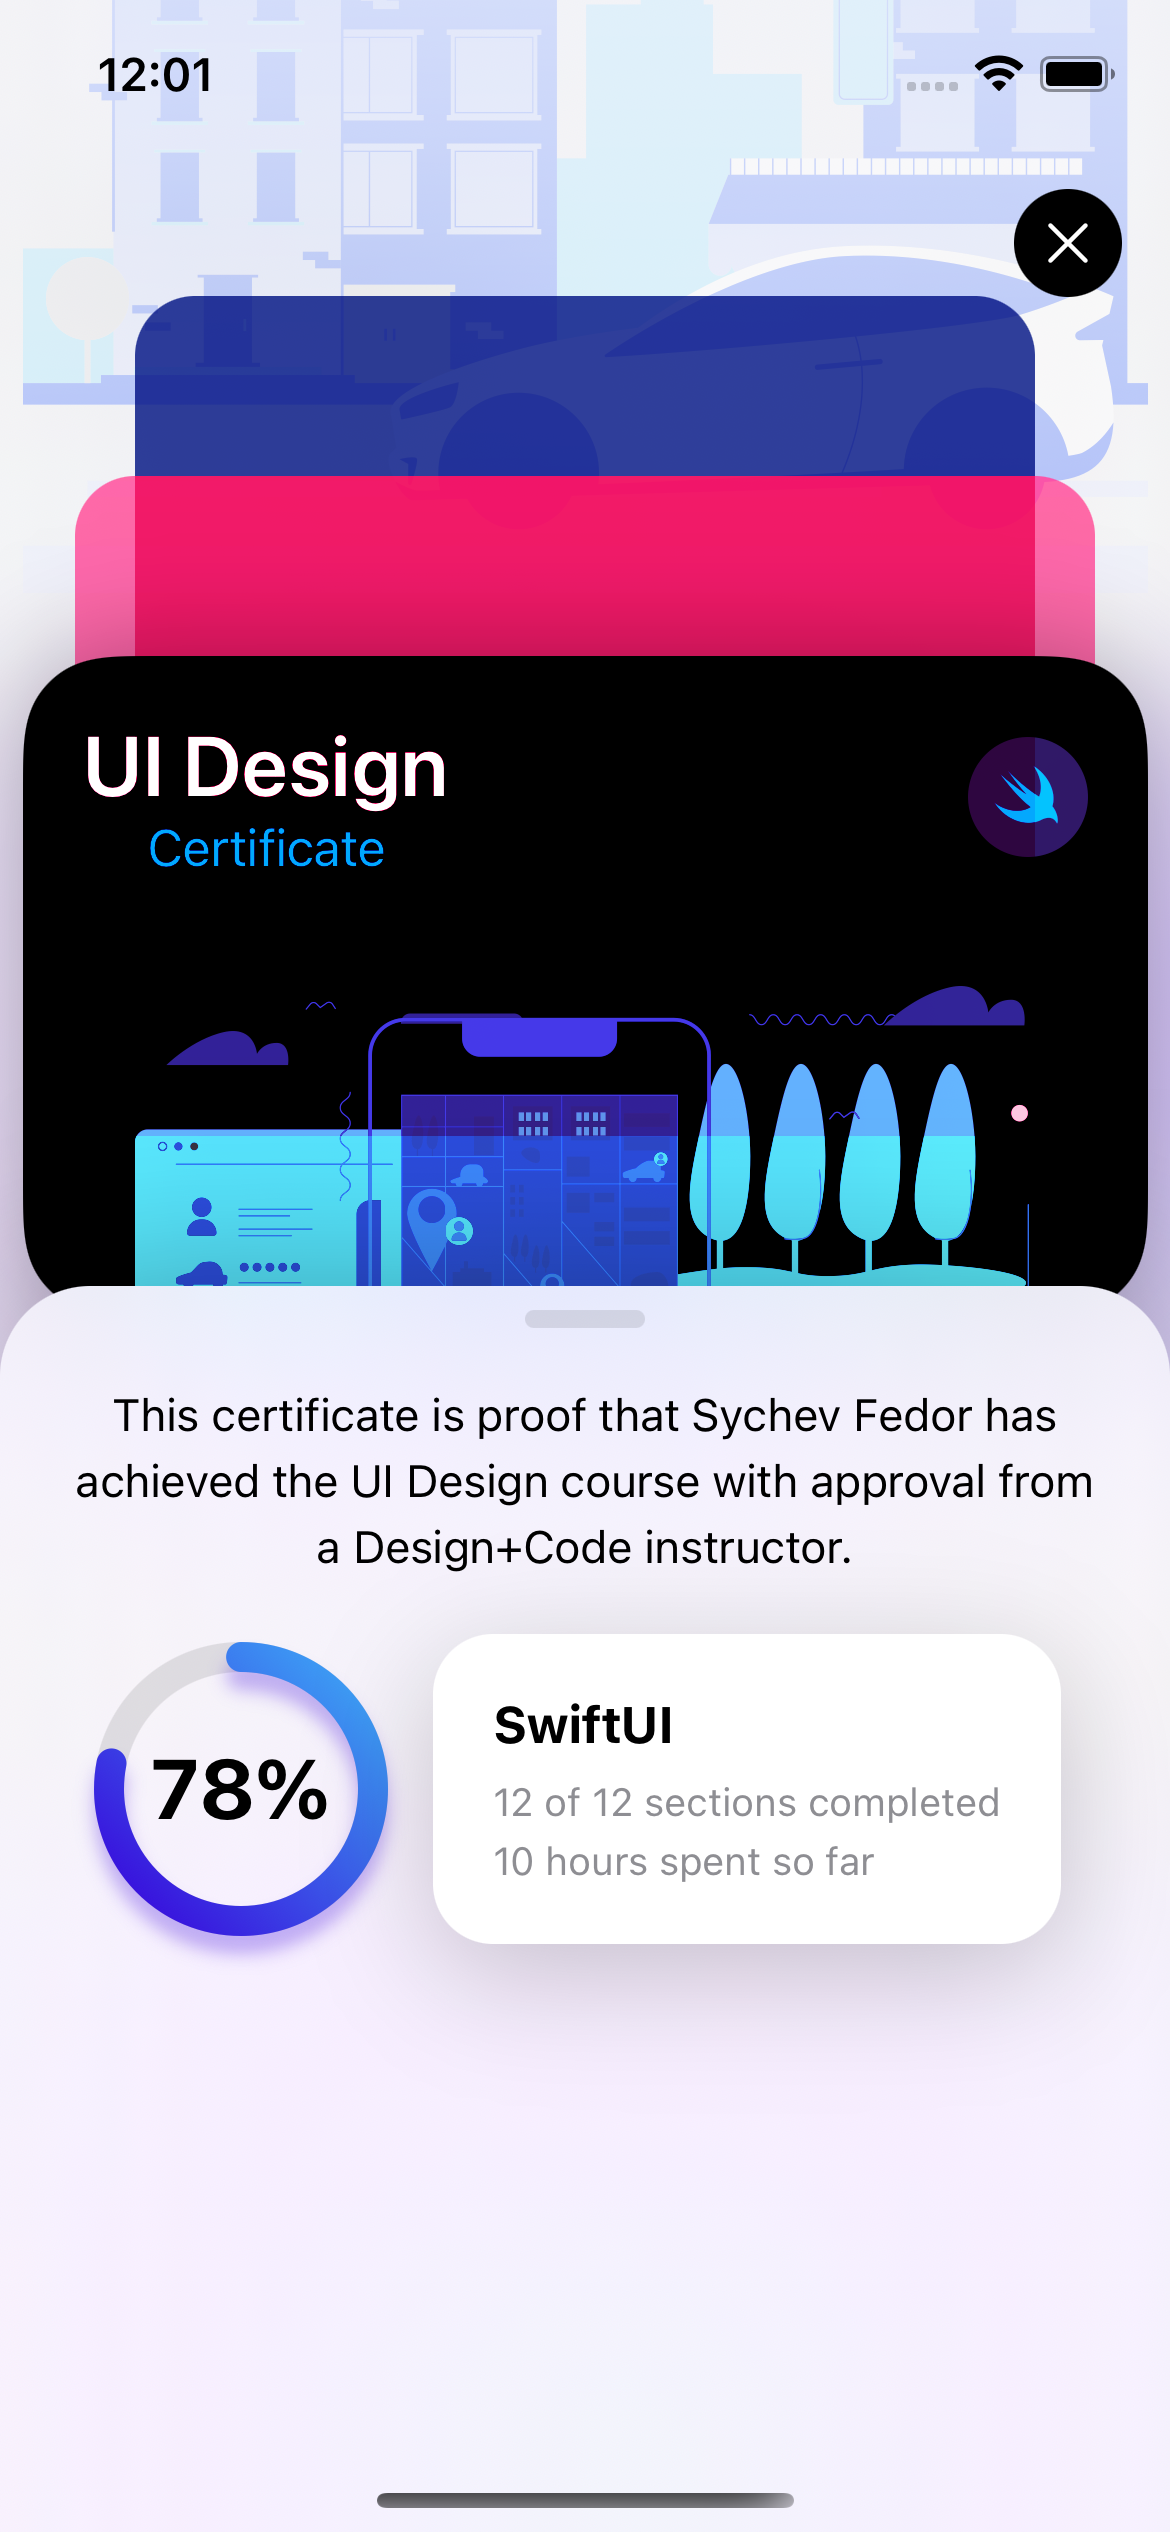 12:01
UI Design
Certificate
This certificate is proof that Sychev Fedor has
achieved the UI Design course with approval from
a Design+Code instructor.
78%
SwiftUI
12 of 12 sections completed
10 hours spent so far